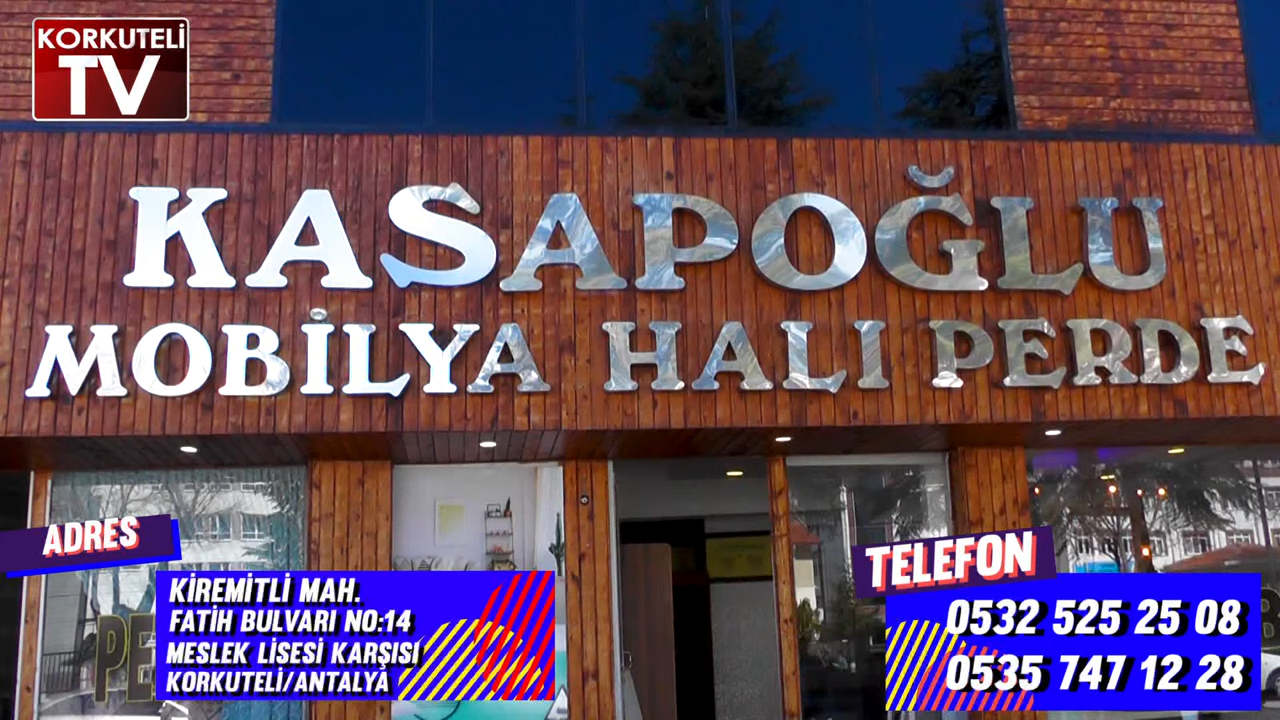 KORKUTELİ
TV
KASAPOĞLU
MOBİLYA HALI PERDE
ADRES
KİREMİTLİ MAH.
FATİH BULVARI NO:14
MESLEK LİSESİ KARŞISI
KORKUTELİ/ANTALYA
TELEFON
0532 525 25 08
0535 747 12 28